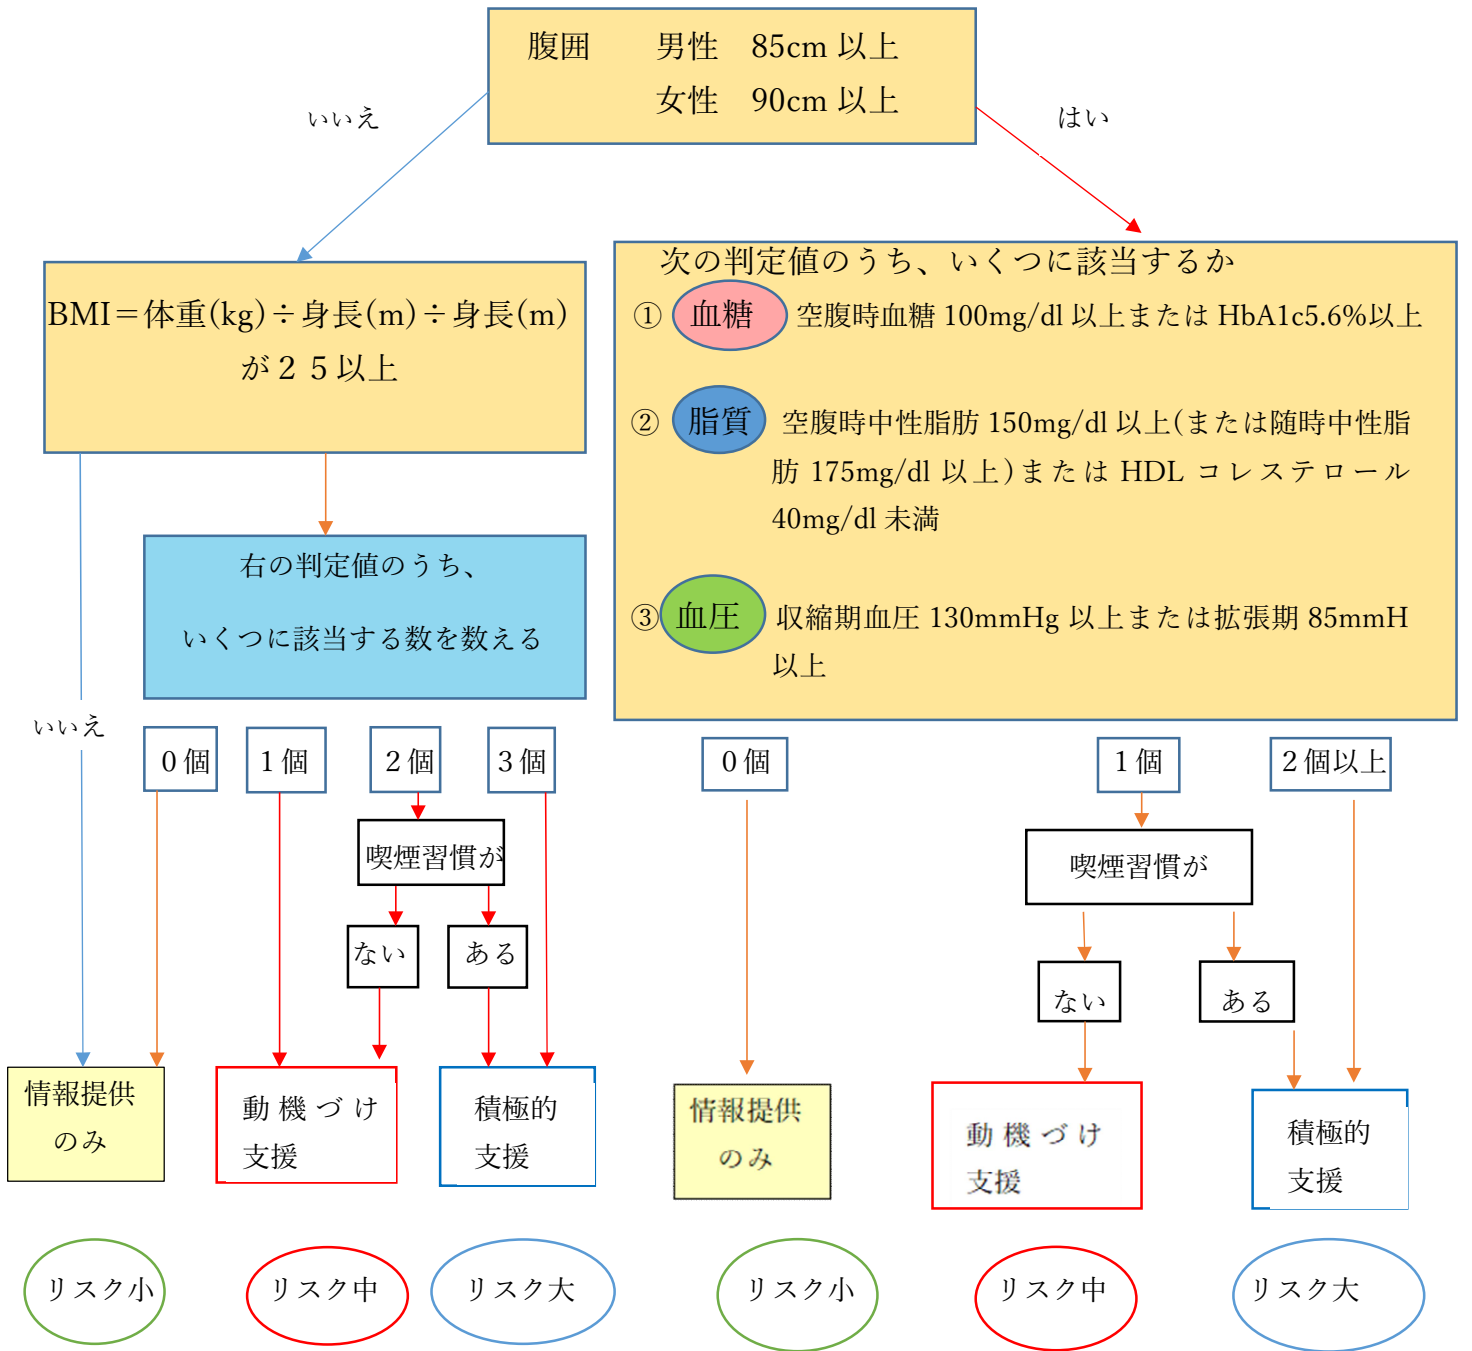 腹囲　　男性　85cm 以上
女性　90cm 以上
いいえ
はい
BMI＝体重(kg)÷身長(m)÷身長(m)
が２５以上
次の判定値のうち、いくつに該当するか
① 血糖 空腹時血糖 100mg/dl 以上または HbA1c5.6%以上
② 脂質 空腹時中性脂肪 150mg/dl 以上(または随時中性脂
肪 175mg/dl 以上)または HDL コレステロール
40mg/dl 未満
③ 血圧 収縮期血圧 130mmHg 以上または拡張期 85mmH
以上
右の判定値のうち、
いくつに該当する数を数える
いいえ
０個
１個
２個
３個
喫煙習慣が
ない
ある
０個
１個
２個以上
喫煙習慣が
ない
ある
情報提供
のみ
動機づけ
支援
積極的
支援
情報提供
のみ
動機づけ
支援
積極的
支援
リスク小
リスク中
リスク大
リスク小
リスク中
リスク大